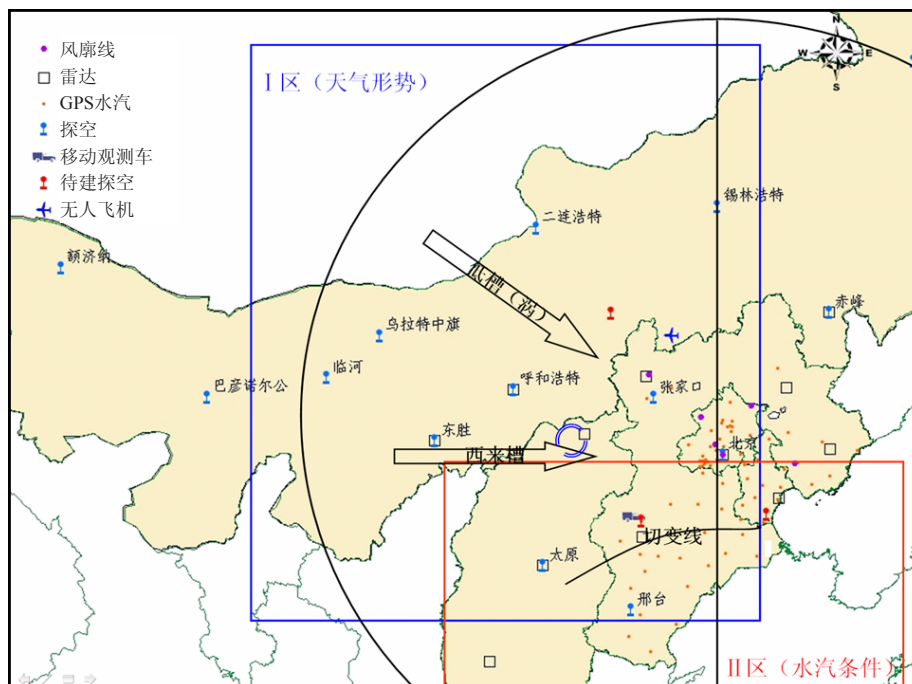 风廓线
雷达
GPS水汽
探空
移动观测车
待建探空
无人飞机
I区（天气形势）
N
W
E
S
锡林浩特
二连浩特
额济纳
低槽（涡）
赤峰
乌拉特中旗
临河
呼和浩特
张家口
巴彦诺尔公
东胜
西来槽
北京
切变线
太原
邢台
II区（水汽条件）